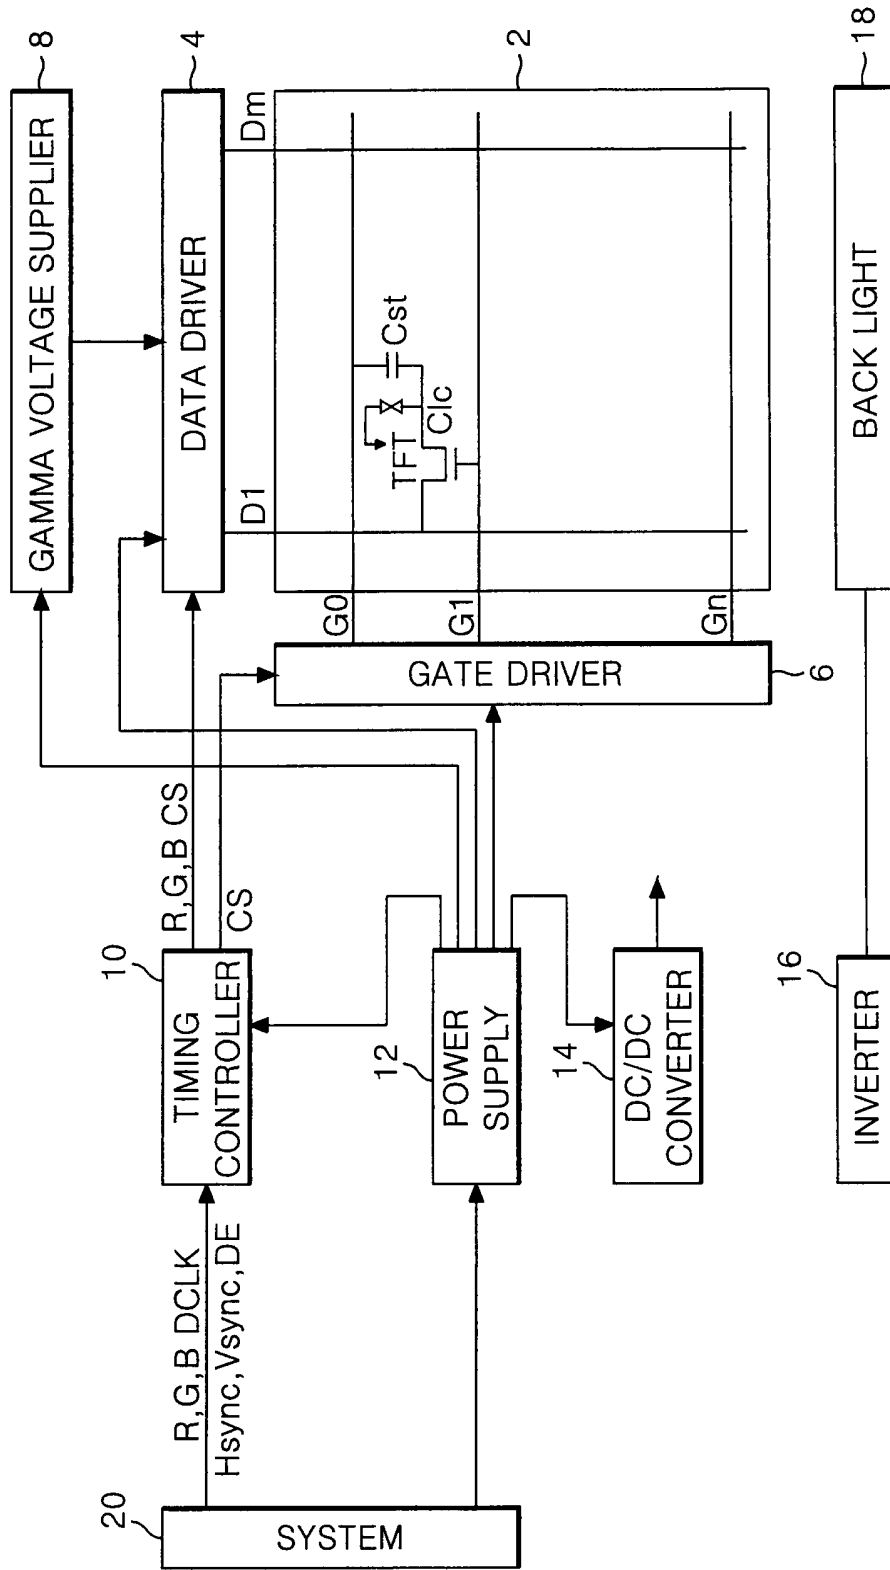 GAMMA VOLTAGE SUPPLIER
8
DATA DRIVER
4
R,G,B DCLK
Hsync,Vsync,DE
10
TIMING
CONTROLLER
R,G,B CS
CS
D1
Dm
20
SYSTEM
12
POWER
SUPPLY
14
DC/DC
CONVERTER
GATE DRIVER
6
G0
G1
Gn
TFT
Clc
Cst
2
16
INVERTER
BACK LIGHT
18